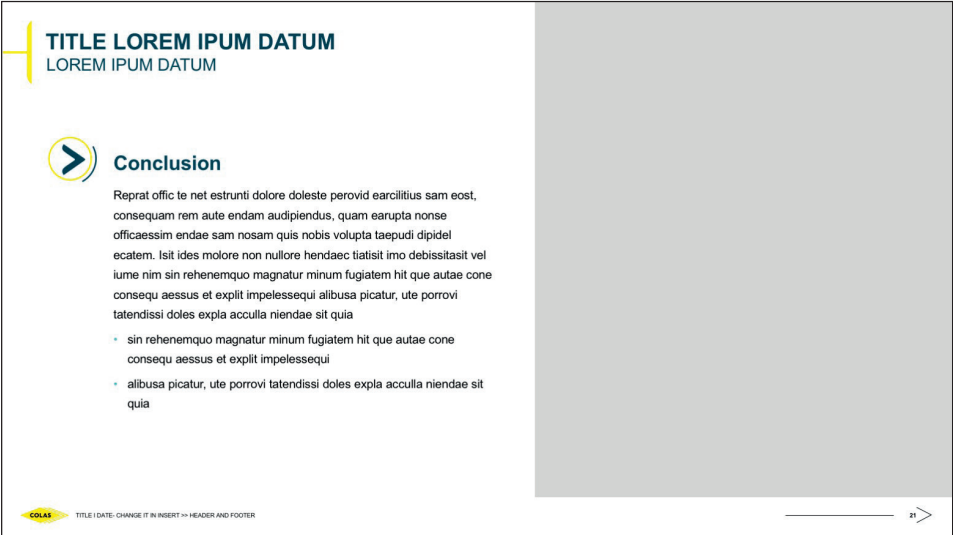 TITLE LOREM IPUM DATUM
LOREM IPUM DATUM
Conclusion
Reprat offic te net estrunti dolore doleste perovid earcilitius sam eost,
consequam rem aute endam audipiendus, quam earupta nonse
officaessim endae sam nosam quis nobis volupta taepudi dipidel
ecatem. Isit ides molore non nullore hendaec tiatisit imo debissitasit vel
iume nim sin rehenemquo magnatur minum fugiatem hit que autae cone
consequ aessus et explit impelessequi alibusa picatur, ute porrovi
tatendissi doles expla acculla niendae sit quia
• sin rehenemquo magnatur minum fugiatem hit que autae cone
consequ aessus et explit impelessequi
• alibusa picatur, ute porrovi tatendissi doles expla acculla niendae sit
quia
COLAS
TITLE I DATE- CHANGE IT IN INSERT >> HEADER AND FOOTER
21